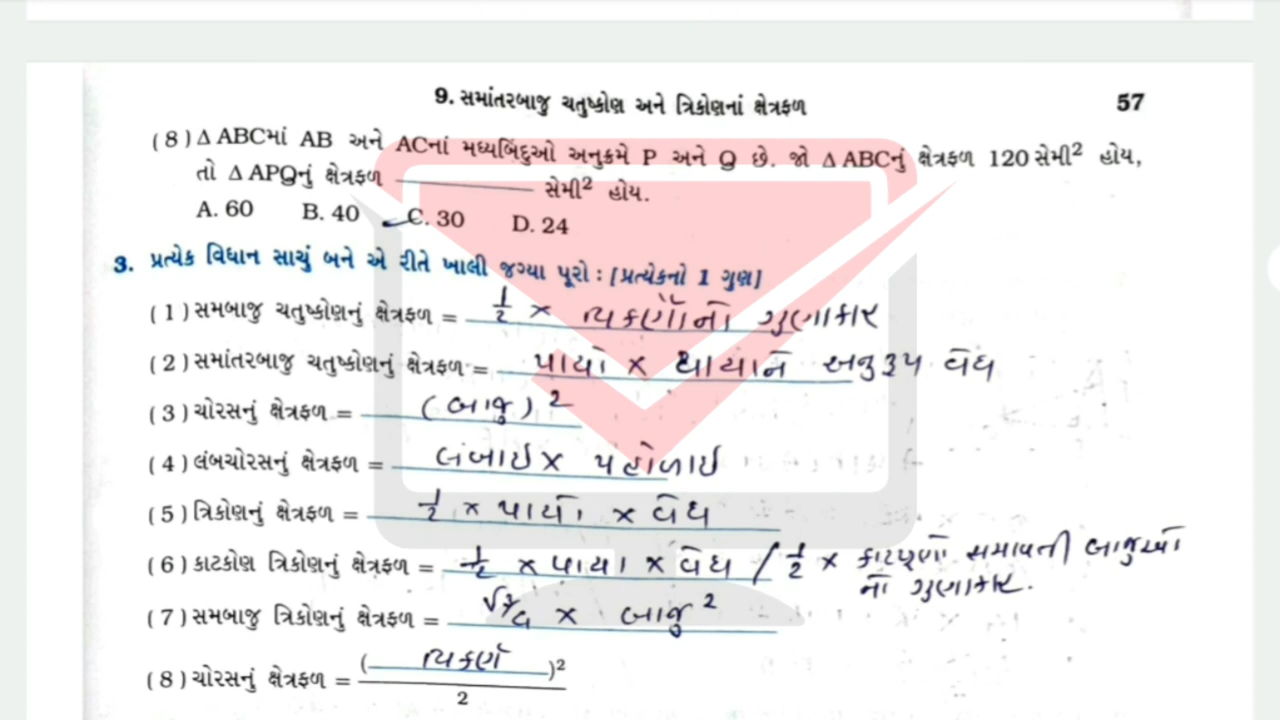 9. સમાંતરબાજુ ચતુષ્કોણ અને ત્રિકોણનાં ક્ષેત્રફળ 57
(8) Δ ABCમાં AB અને ACનાં મધ્યબિંદુઓ અનુક્રમે P અને Q છે. જો Δ ABCનું ક્ષેત્રફળ 120 સેમી² હોય,
તો Δ APQનું ક્ષેત્રફળ ________ સેમી² હોય.
A. 60 B. 40 C. 30 D. 24
3. પ્રત્યેક વિધાન સાચું બને એ રીતે ખાલી જગ્યા પૂરો : [પ્રત્યેકનો 1 ગુણ]
(1) સમબાજુ ચતુષ્કોણનું ક્ષેત્રફળ = 1/2 × વિકર્ણોનો ગુણાકાર
(2) સમાંતરબાજુ ચતુષ્કોણનું ક્ષેત્રફળ = પાયો × પાયાને અનુરૂપ વેધ
(3) ચોરસનું ક્ષેત્રફળ = (બાજુ)²
(4) લંબચોરસનું ક્ષેત્રફળ = લંબાઈ × પહોળાઈ
(5) ત્રિકોણનું ક્ષેત્રફળ = 1/2 × પાયો × વેધ
(6) કાટકોણ ત્રિકોણનું ક્ષેત્રફળ = 1/2 × પાયા × વેધ / 1/2 × કાટખૂણો સમાવતી બાજુઓ
નો ગુણાકાર.
(7) સમબાજુ ત્રિકોણનું ક્ષેત્રફળ = √3/4 × બાજુ²
(8) ચોરસનું ક્ષેત્રફળ = (વિકર્ણ)²
2